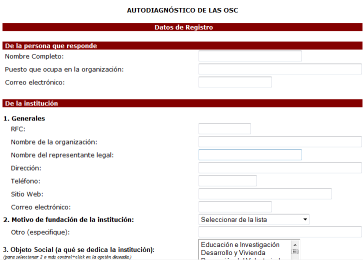 AUTODIAGNÓSTICO DE LAS OSC
Datos de Registro
De la persona que responde
Nombre Completo:
Puesto que ocupa en la organización:
Correo electrónico:
De la institución
1. Generales
RFC:
Nombre de la organización:
Nombre del representante legal:
Dirección:
Teléfono:
Sitio Web:
Correo electrónico:
2. Motivo de fundación de la institución: Seleccionar de la lista
Otro (especifique):
3. Objeto Social (a qué se dedica la institución): Educación e Investigación
(para seleccionar 2 o más control+click en la opción deseada) Desarrollo y Vivienda